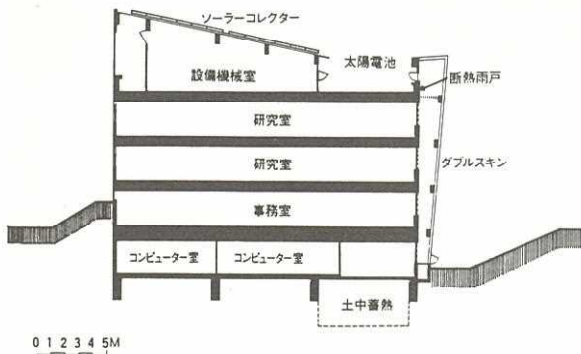 ソーラーコレクター
太陽電池
設備機械室
断熱雨戸
研究室
研究室
ダブルスキン
事務室
コンピューター室 コンピューター室
土中蓄熱
0 1 2 3 4 5M